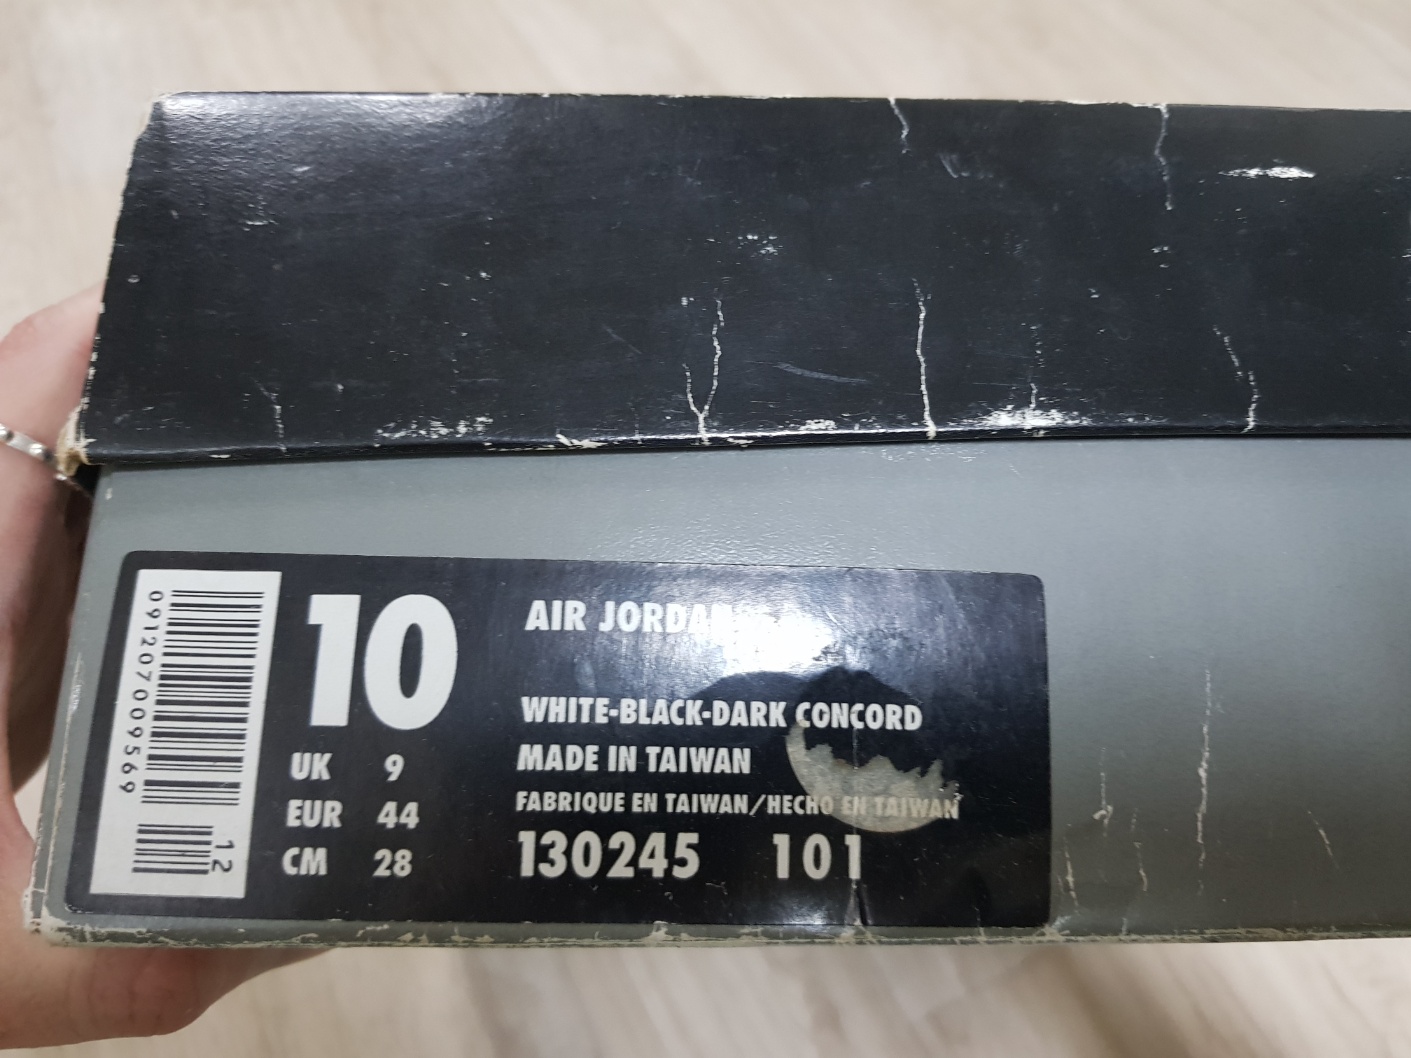 091207009569
12
10
UK 9
EUR 44
CM 28
AIR JORDAN
WHITE-BLACK-DARK CONCORD
MADE IN TAIWAN
FABRIQUE EN TAIWAN/HECHO EN TAIWAN
130245 101